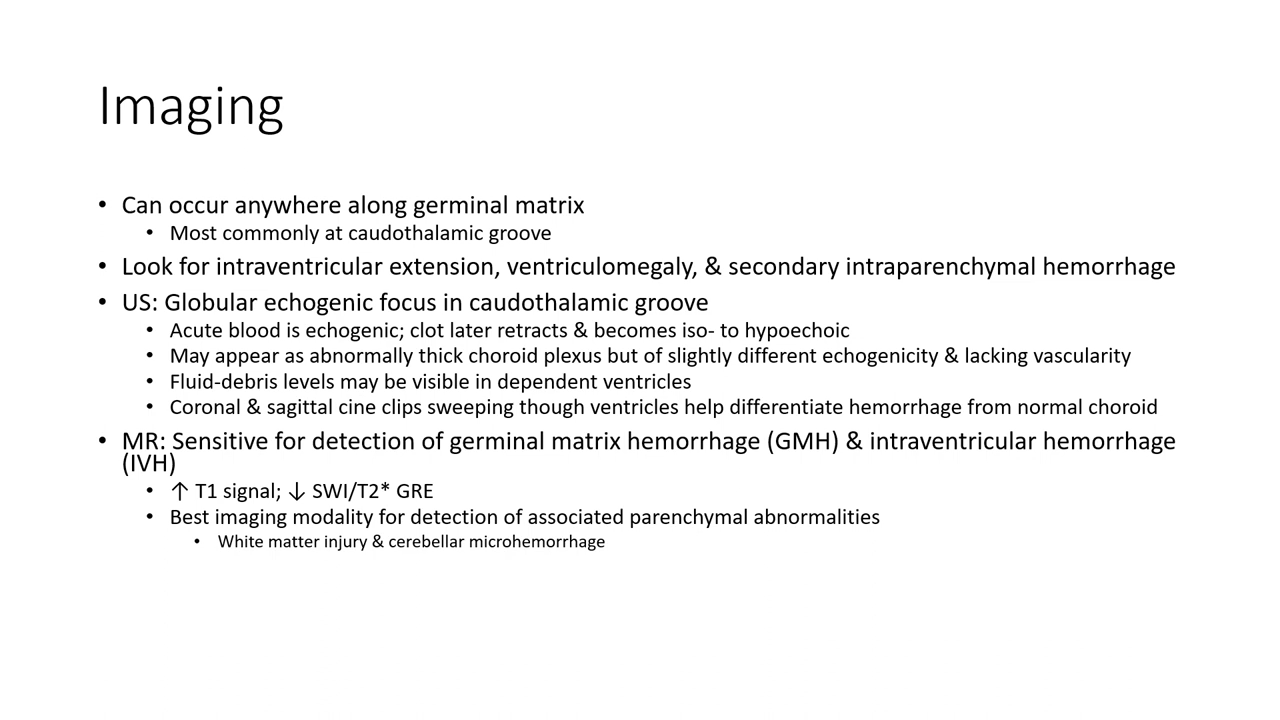 Imaging
• Can occur anywhere along germinal matrix
• Most commonly at caudothalamic groove
• Look for intraventricular extension, ventriculomegaly, & secondary intraparenchymal hemorrhage
• US: Globular echogenic focus in caudothalamic groove
• Acute blood is echogenic; clot later retracts & becomes iso- to hypoechoic
• May appear as abnormally thick choroid plexus but of slightly different echogenicity & lacking vascularity
• Fluid-debris levels may be visible in dependent ventricles
• Coronal & sagittal cine clips sweeping though ventricles help differentiate hemorrhage from normal choroid
• MR: Sensitive for detection of germinal matrix hemorrhage (GMH) & intraventricular hemorrhage
(IVH)
• ↑ T1 signal; ↓ SWI/T2* GRE
• Best imaging modality for detection of associated parenchymal abnormalities
• White matter injury & cerebellar microhemorrhage